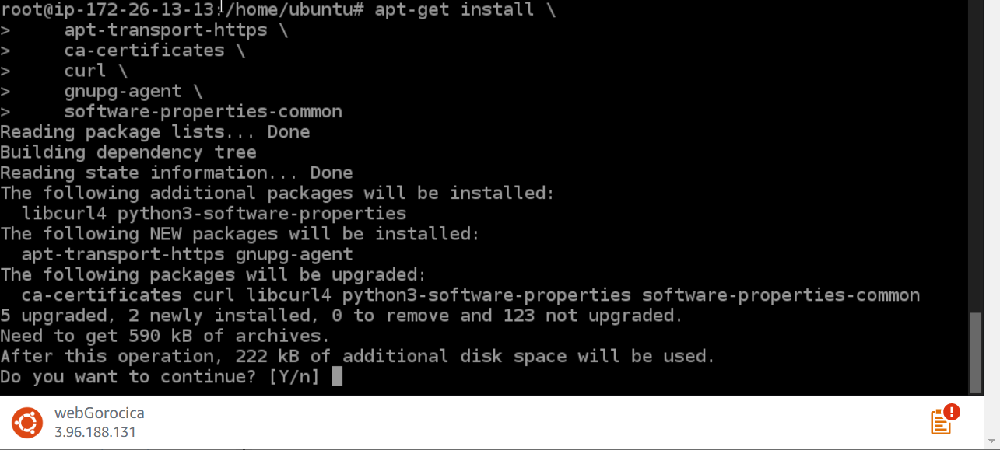 root@ip-172-26-13-13:/home/ubuntu# apt-get install \
>     apt-transport-https \
>     ca-certificates \
>     curl \
>     gnupg-agent \
>     software-properties-common
Reading package lists... Done
Building dependency tree
Reading state information... Done
The following additional packages will be installed:
  libcurl4 python3-software-properties
The following NEW packages will be installed:
  apt-transport-https gnupg-agent
The following packages will be upgraded:
  ca-certificates curl libcurl4 python3-software-properties software-properties-common
5 upgraded, 2 newly installed, 0 to remove and 123 not upgraded.
Need to get 590 kB of archives.
After this operation, 222 kB of additional disk space will be used.
Do you want to continue? [Y/n]
webGorocica
3.96.188.131